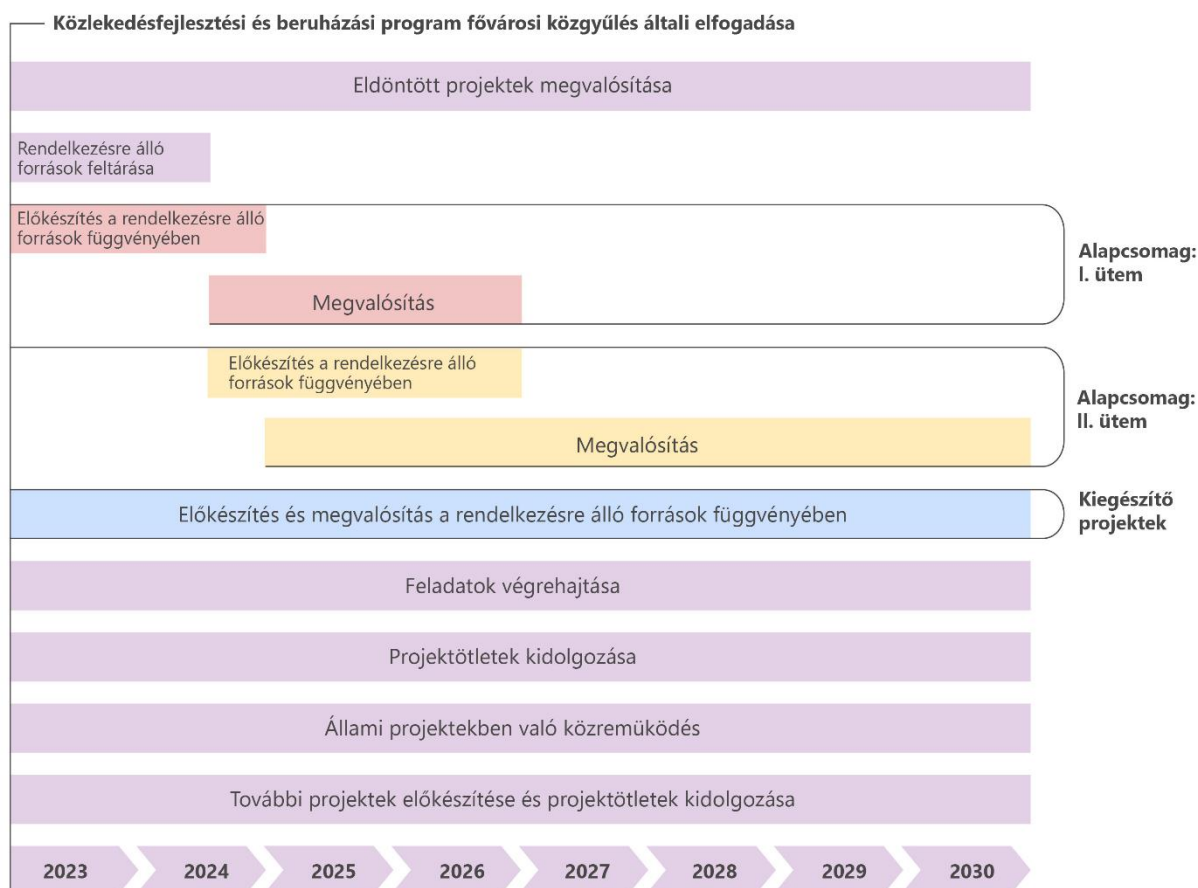 Közlekedésfejlesztési és beruházási program fővárosi közgyűlés általi elfogadása
Eldöntött projektek megvalósítása
Rendelkezésre álló
források feltárása
Előkészítés a rendelkezésre álló
források függvényében
Megvalósítás
Alapcsomag:
I. ütem
Előkészítés a rendelkezésre álló
források függvényében
Megvalósítás
Alapcsomag:
II. ütem
Előkészítés és megvalósítás a rendelkezésre álló források függvényében
Kiegészítő
projektek
Feladatok végrehajtása
Projektötletek kidolgozása
Állami projektekben való közreműködés
További projektek előkészítése és projektötletek kidolgozása
2023 2024 2025 2026 2027 2028 2029 2030